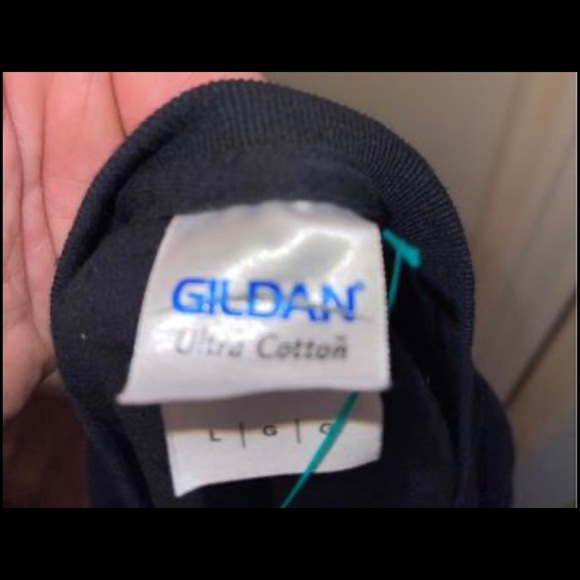 GILDAN®
Ultra Cotton
L | G | G